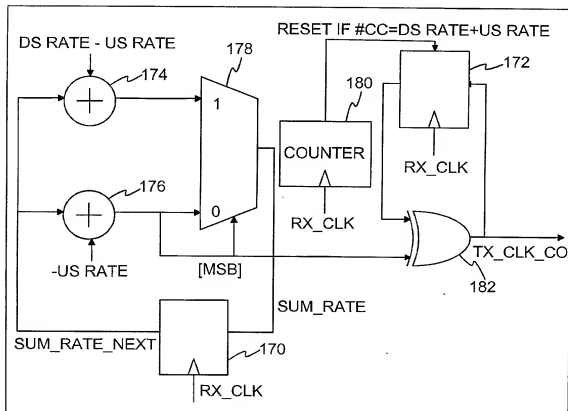 RESET IF #CC=DS RATE+US RATE
DS RATE - US RATE
174
178
172
1
180
COUNTER
RX_CLK
RX_CLK
176
0
-US RATE
[MSB]
TX_CLK_CO
182
SUM_RATE
SUM_RATE_NEXT
170
RX_CLK